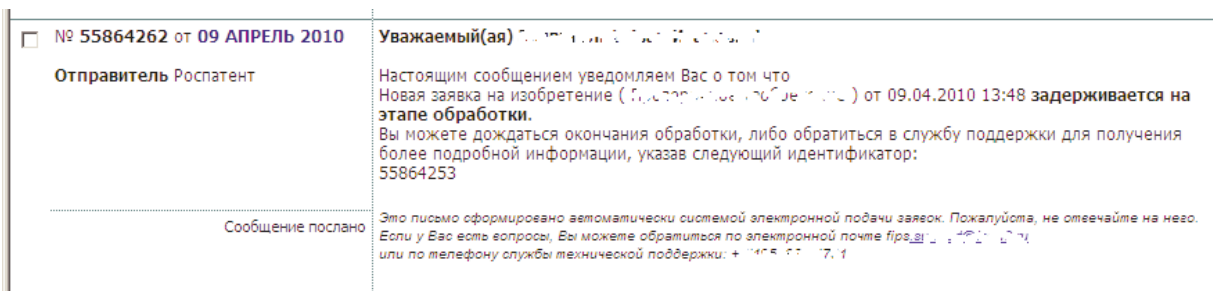 № 55864262 от 09 АПРЕЛЬ 2010
Уважаемый(ая)
Отправитель Роспатент
Настоящим сообщением уведомляем Вас о том что
Новая заявка на изобретение ( ) от 09.04.2010 13:48 задерживается на
этапе обработки.
Вы можете дождаться окончания обработки, либо обратиться в службу поддержки для получения
более подробной информации, указав следующий идентификатор:
55864253
Сообщение послано
Это письмо сформировано автоматически системой электронной подачи заявок. Пожалуйста, не отвечайте на него.
Если у Вас есть вопросы, Вы можете обратиться по электронной почте
или по телефону службы технической поддержки: +